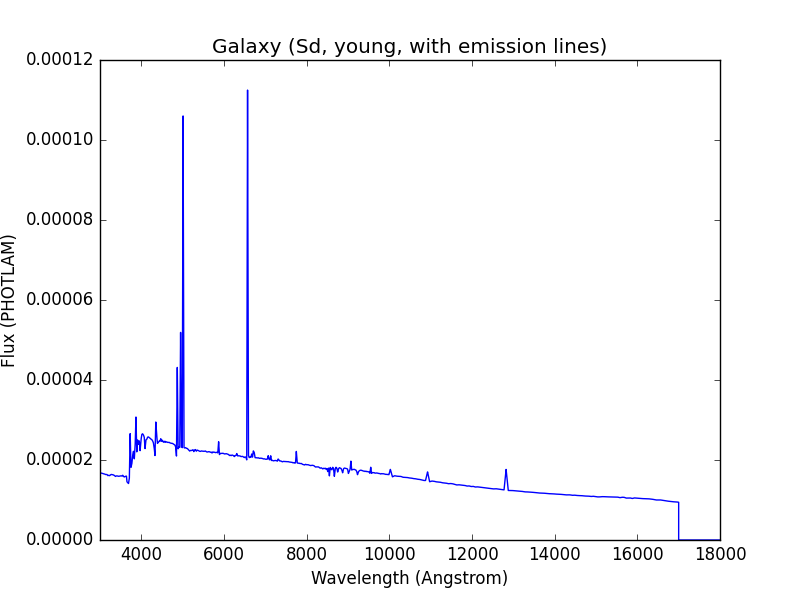 Galaxy (Sd, young, with emission lines)
0.00012
0.00010
0.00008
0.00006
0.00004
0.00002
0.00000
Flux (PHOTLAM)
4000 6000 8000 10000 12000 14000 16000 18000
Wavelength (Angstrom)